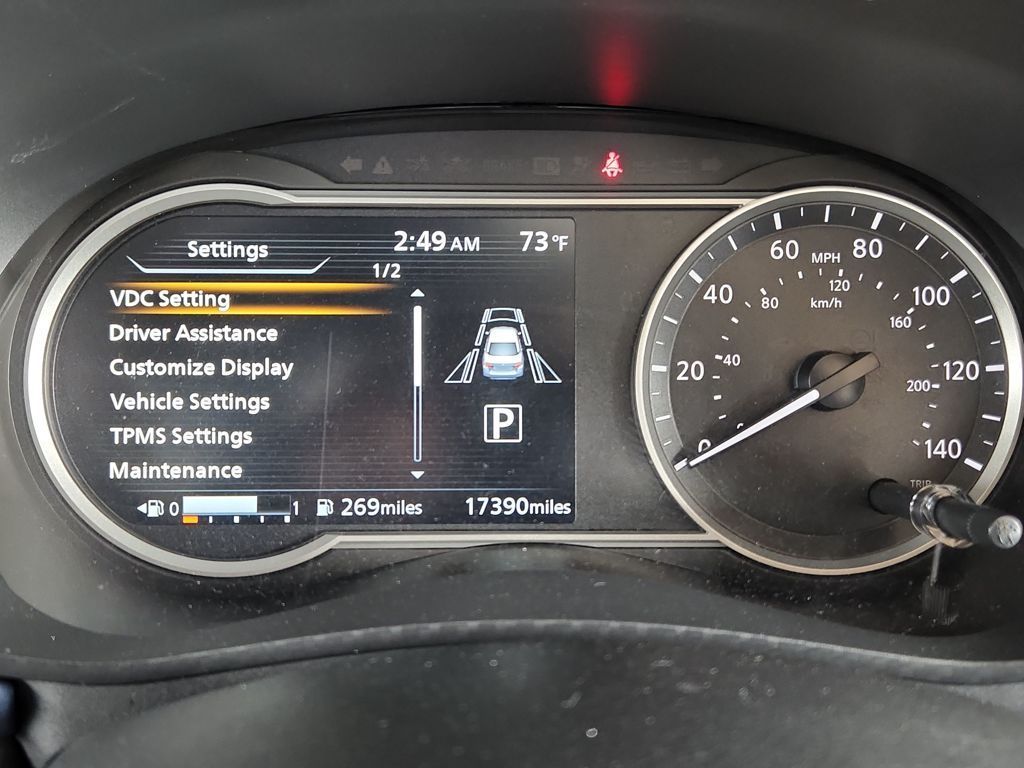 Settings
2:49 AM
73°F
1/2
VDC Setting
Driver Assistance
Customize Display
Vehicle Settings
TPMS Settings
Maintenance
P
0
1
269miles
17390miles
0
20
40
60
80
100
120
140
MPH
40
80
120
160
200
km/h
TRIP